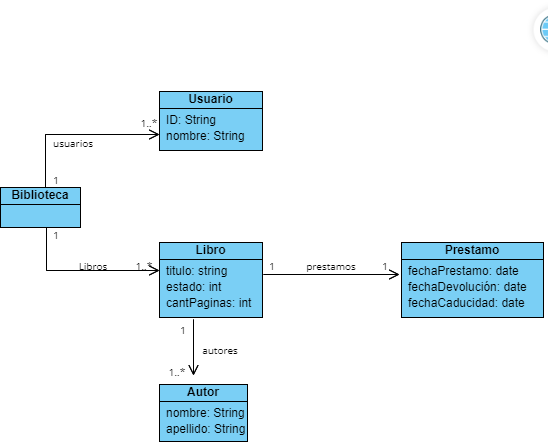 Usuario
ID: String
nombre: String
1..*
usuarios
1
Biblioteca
1
Libros
1..*
Libro
titulo: string
estado: int
cantPaginas: int
1
prestamos
1
Prestamo
fechaPrestamo: date
fechaDevolución: date
fechaCaducidad: date
1
autores
1..*
Autor
nombre: String
apellido: String